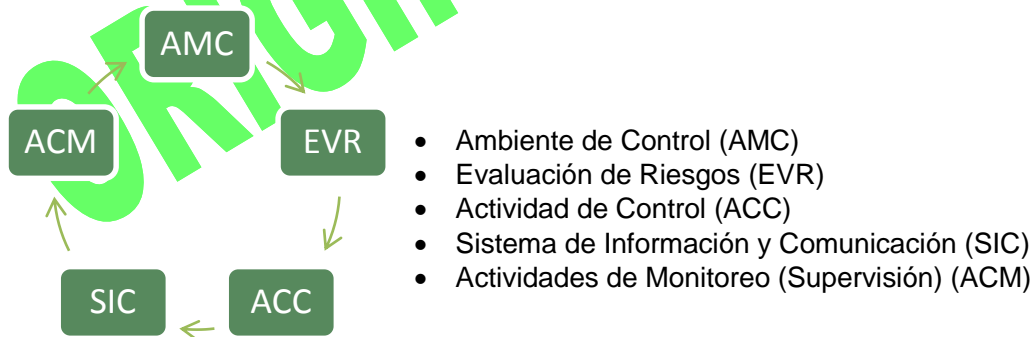 AMC
ACM
EVR
SIC
ACC
• Ambiente de Control (AMC)
• Evaluación de Riesgos (EVR)
• Actividad de Control (ACC)
• Sistema de Información y Comunicación (SIC)
• Actividades de Monitoreo (Supervisión) (ACM)